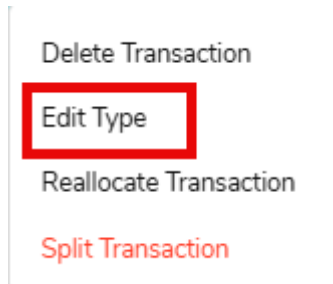 Delete Transaction
Edit Type
Reallocate Transaction
Split Transaction